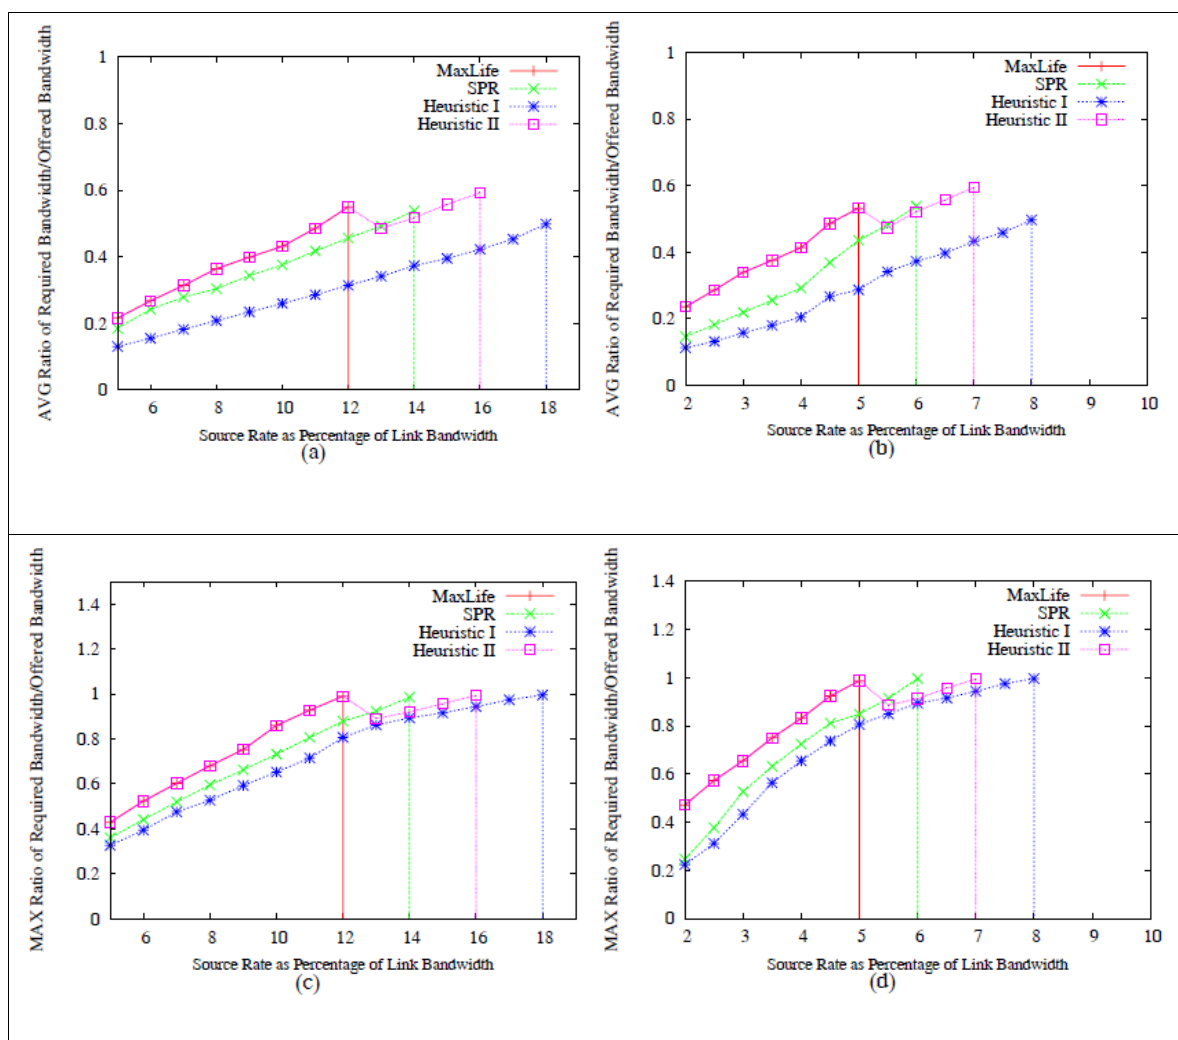 AVG Ratio of Required Bandwidth/Offered Bandwidth
1
0.8
0.6
0.4
0.2
0
MaxLife
SPR
Heuristic I
Heuristic II
6 8 10 12 14 16 18
Source Rate as Percentage of Link Bandwidth
(a)
AVG Ratio of Required Bandwidth/Offered Bandwidth
1
0.8
0.6
0.4
0.2
0
MaxLife
SPR
Heuristic I
Heuristic II
2 3 4 5 6 7 8 9 10
Source Rate as Percentage of Link Bandwidth
(b)
MAX Ratio of Required Bandwidth/Offered Bandwidth
1.4
1.2
1
0.8
0.6
0.4
0.2
0
MaxLife
SPR
Heuristic I
Heuristic II
6 8 10 12 14 16 18
Source Rate as Percentage of Link Bandwidth
(c)
MAX Ratio of Required Bandwidth/Offered Bandwidth
1.4
1.2
1
0.8
0.6
0.4
0.2
0
MaxLife
SPR
Heuristic I
Heuristic II
2 3 4 5 6 7 8 9 10
Source Rate as Percentage of Link Bandwidth
(d)